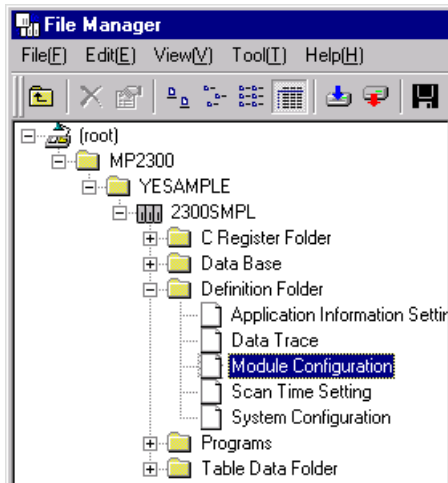 File Manager
File(F) Edit(E) View(V) Tool(T) Help(H)
(root)
MP2300
YESAMPLE
2300SMPL
C Register Folder
Data Base
Definition Folder
Application Information Settin
Data Trace
Module Configuration
Scan Time Setting
System Configuration
Programs
Table Data Folder